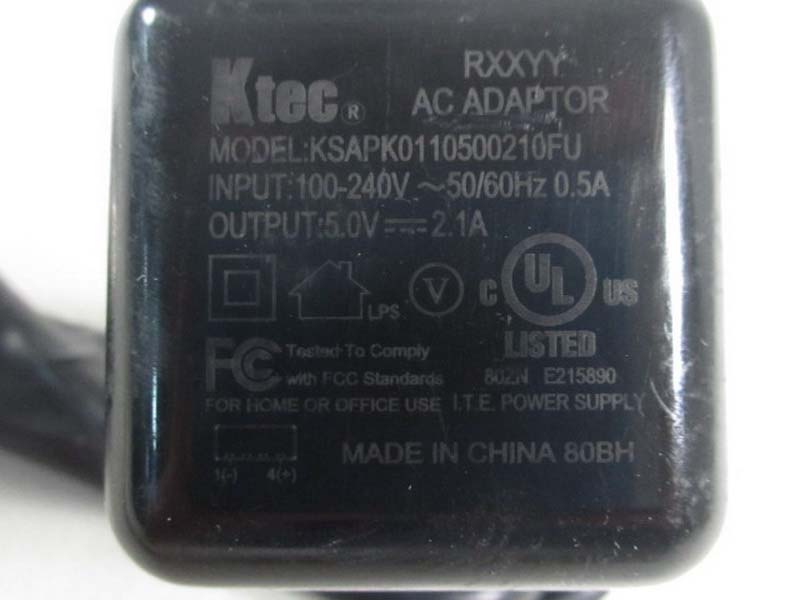 Ktec® RXXYY
AC ADAPTOR
MODEL:KSAPK0110500210FU
INPUT:100-240V ~50/60Hz 0.5A
OUTPUT:5.0V⎓2.1A
LPS V C UL US
LISTED
FC Tested To Comply
with FCC Standards 802N E215890
FOR HOME OR OFFICE USE I.T.E. POWER SUPPLY
1(-) 4(+)
MADE IN CHINA 80BH